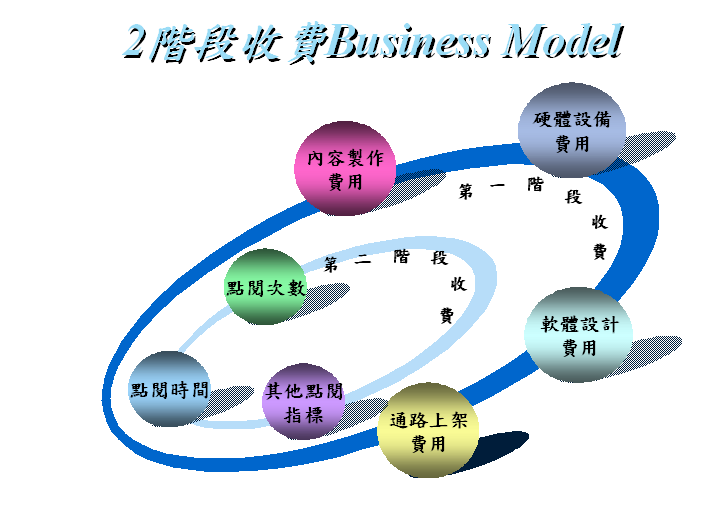 2階段收費Business Model
硬體設備
費用
內容製作
費用
第一階段收費
第二階段收費
點閱次數
軟體設計
費用
點閱時間
其他點閱
指標
通路上架
費用